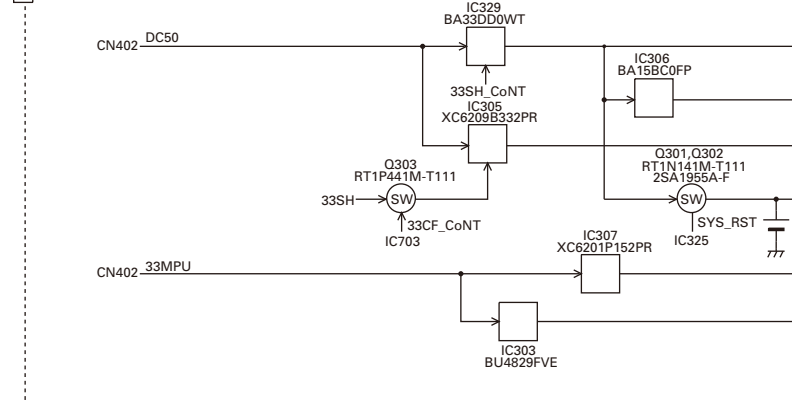 IC329
BA33DD0WT
CN402 DC50
IC306
BA15BC0FP
33SH_CoNT
IC305
XC6209B332PR
Q301,Q302
RT1N141M-T111
2SA1955A-F
Q303
RT1P441M-T111
33SH
SW
SW
33CF_CoNT
SYS_RST
IC703
IC325
IC307
XC6201P152PR
CN402 33MPU
IC303
BU4829FVE